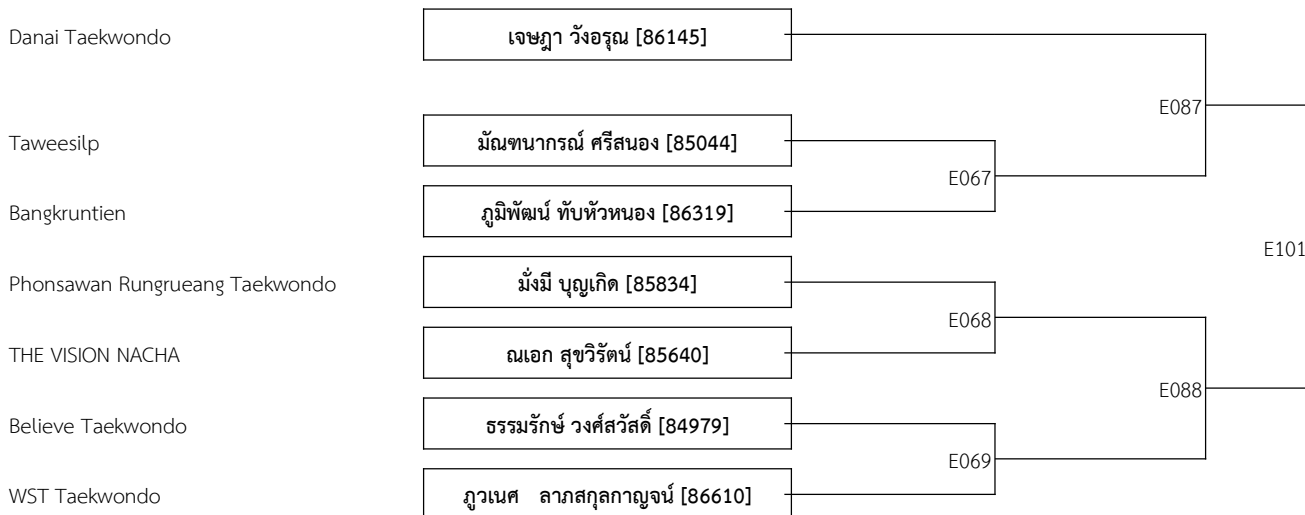 Danai Taekwondo เจษฎา วังอรุณ [86145]
E087
Taweesilp มัณฑนากรณ์ ศรีสนอง [85044]
E067
Bangkruntien ภูมิพัฒน์ ทับหัวหนอง [86319]
E101
Phonsawan Rungrueang Taekwondo มั่งมี บุญเกิด [85834]
E068
THE VISION NACHA ณเอก สุขวิรัตน์ [85640]
E088
Believe Taekwondo ธรรมรักษ์ วงศ์สวัสดิ์ [84979]
E069
WST Taekwondo ภูวเนศ ลาภสกุลกาญจน์ [86610]